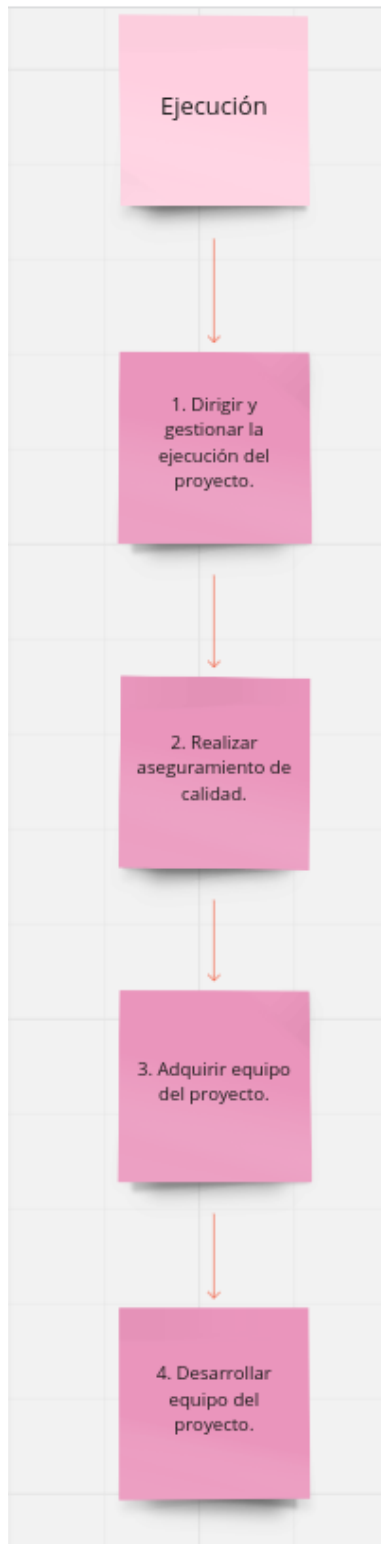 Ejecución
1. Dirigir y
gestionar la
ejecución del
proyecto.
2. Realizar
aseguramiento de
calidad.
3. Adquirir equipo
del proyecto.
4. Desarrollar
equipo del
proyecto.